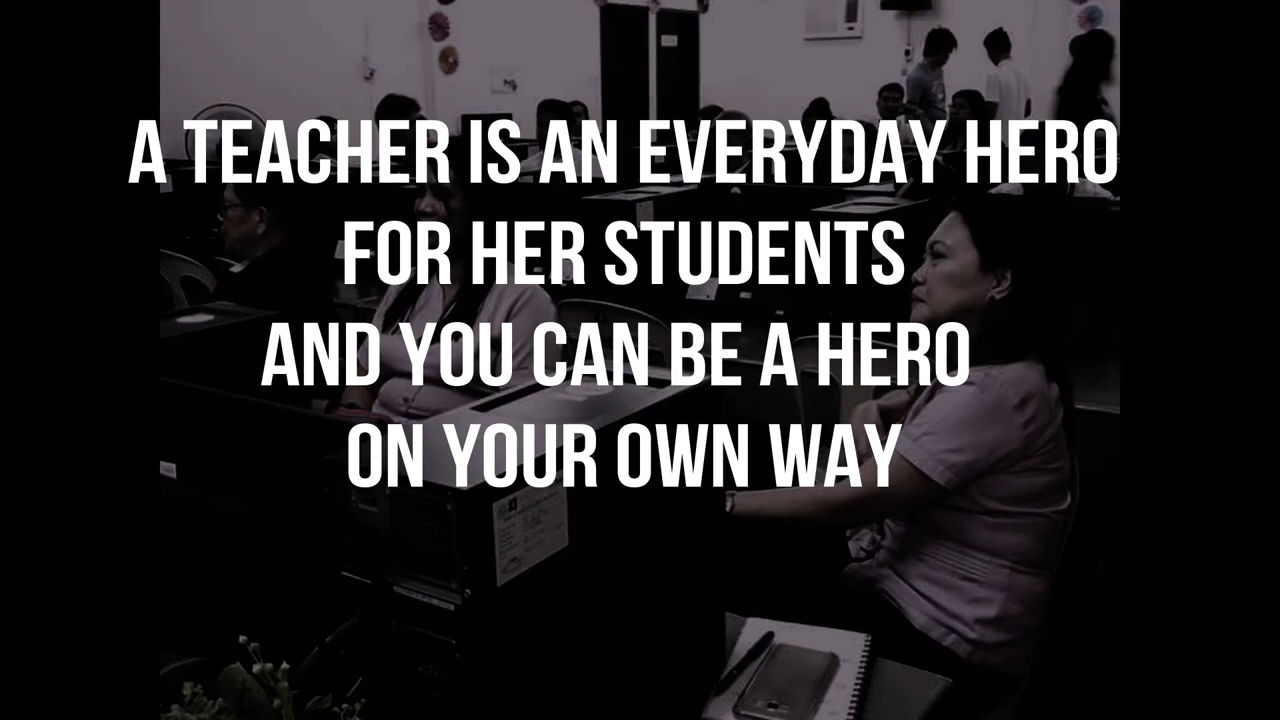 A TEACHER IS AN EVERYDAY HERO
FOR HER STUDENTS
AND YOU CAN BE A HERO
ON YOUR OWN WAY